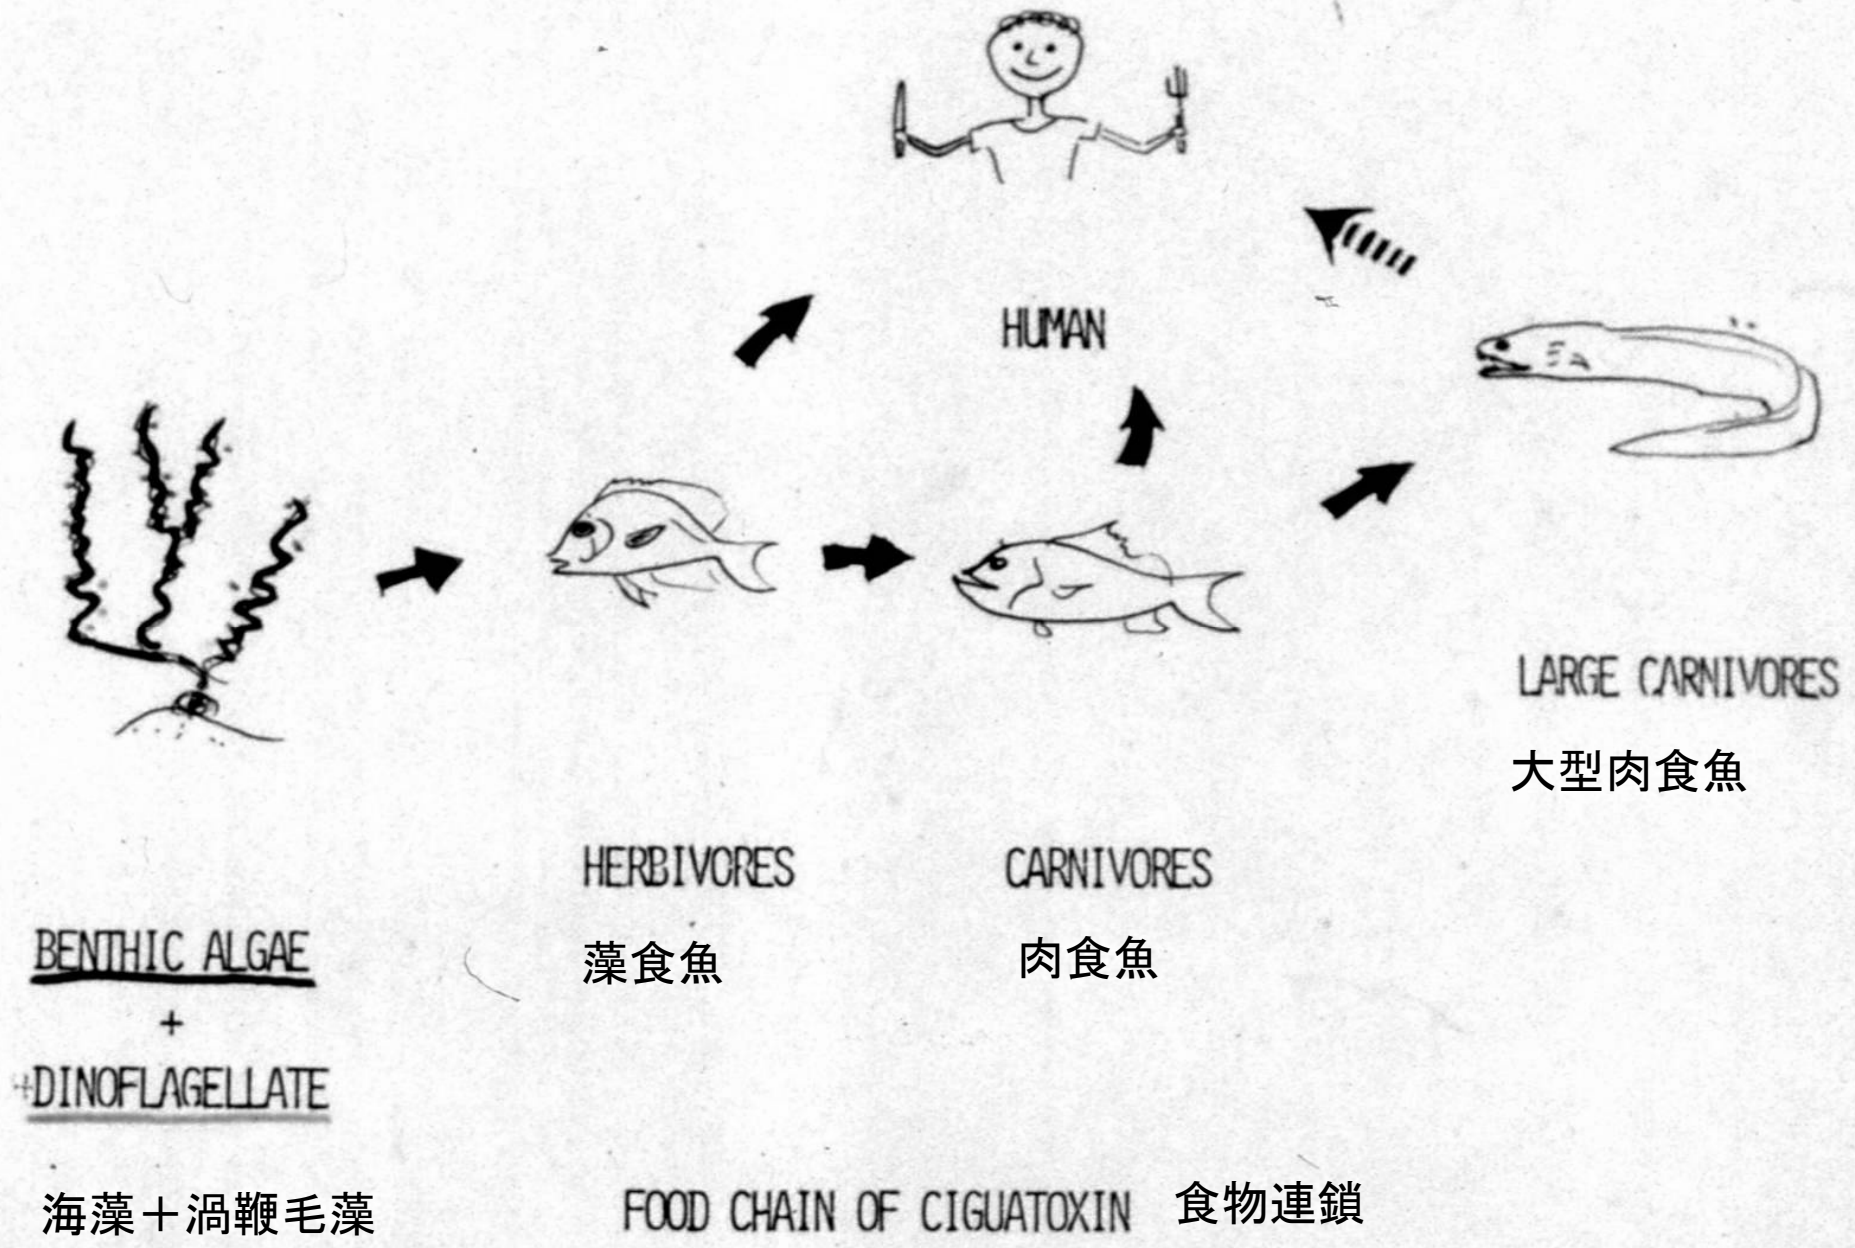 HUMAN
LARGE CARNIVORES
大型肉食魚
HERBIVORES
藻食魚
CARNIVORES
肉食魚
BENTHIC ALGAE
+
+DINOFLAGELLATE
海藻＋渦鞭毛藻
FOOD CHAIN OF CIGUATOXIN 食物連鎖